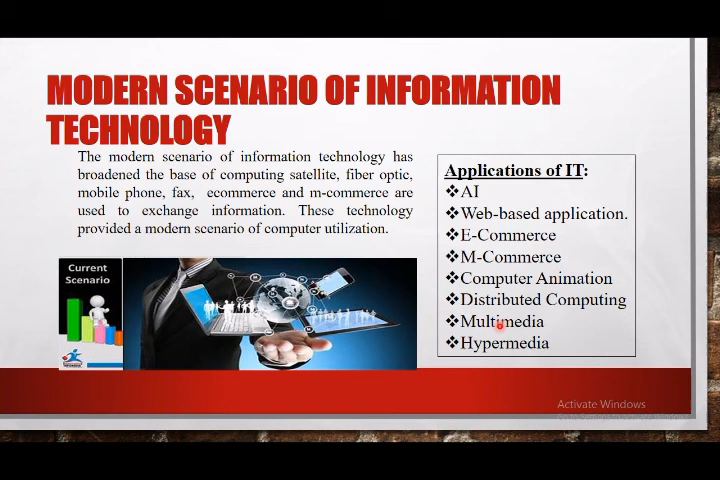 MODERN SCENARIO OF INFORMATION
TECHNOLOGY
The modern scenario of information technology has
broadened the base of computing satellite, fiber optic,
mobile phone, fax, ecommerce and m-commerce are
used to exchange information. These technology
provided a modern scenario of computer utilization.
Current
Scenario
Applications of IT:
❖AI
❖Web-based application.
❖E-Commerce
❖M-Commerce
❖Computer Animation
❖Distributed Computing
❖Multimedia
❖Hypermedia
Activate Windows